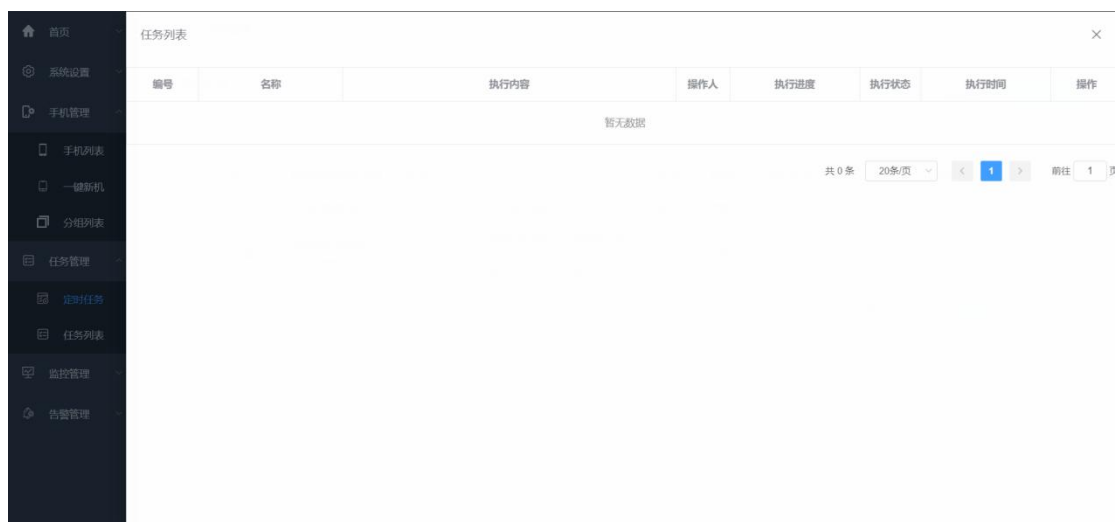 首页
任务列表
系统设置
编号 名称 执行内容 操作人 执行进度 执行状态 执行时间 操作
手机管理
暂无数据
手机列表
共 0 条 20条/页 1 前往 1 页
一键新机
分组列表
任务管理
定时任务
任务列表
监控管理
告警管理